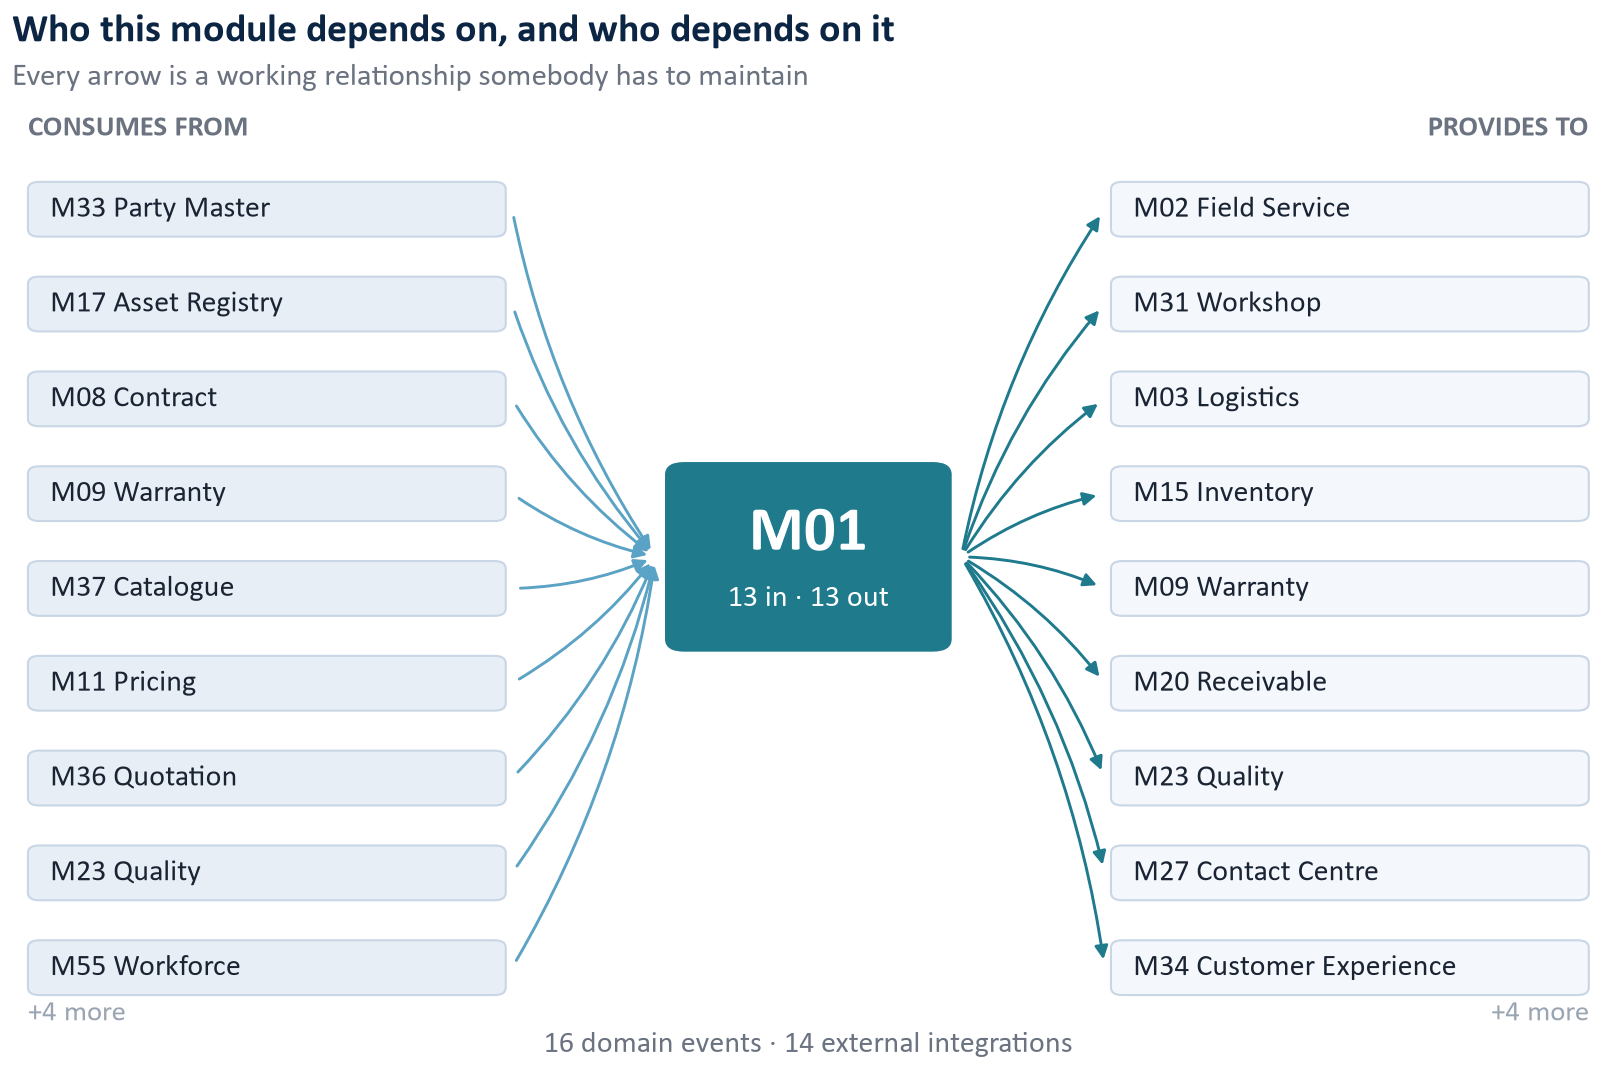 Who this module depends on, and who depends on it
Every arrow is a working relationship somebody has to maintain
CONSUMES FROM
M33 Party Master
M17 Asset Registry
M08 Contract
M09 Warranty
M37 Catalogue
M11 Pricing
M36 Quotation
M23 Quality
M55 Workforce
+4 more
M01
13 in · 13 out
PROVIDES TO
M02 Field Service
M31 Workshop
M03 Logistics
M15 Inventory
M09 Warranty
M20 Receivable
M23 Quality
M27 Contact Centre
M34 Customer Experience
+4 more
16 domain events · 14 external integrations